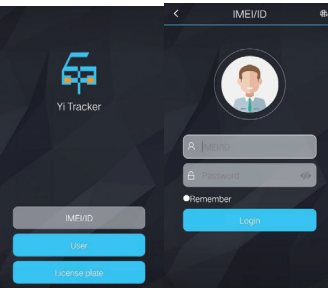 Yi Tracker
IMEI/ID
User
License plate
IMEI/ID
IMEI/ID
Password
Remember
Login